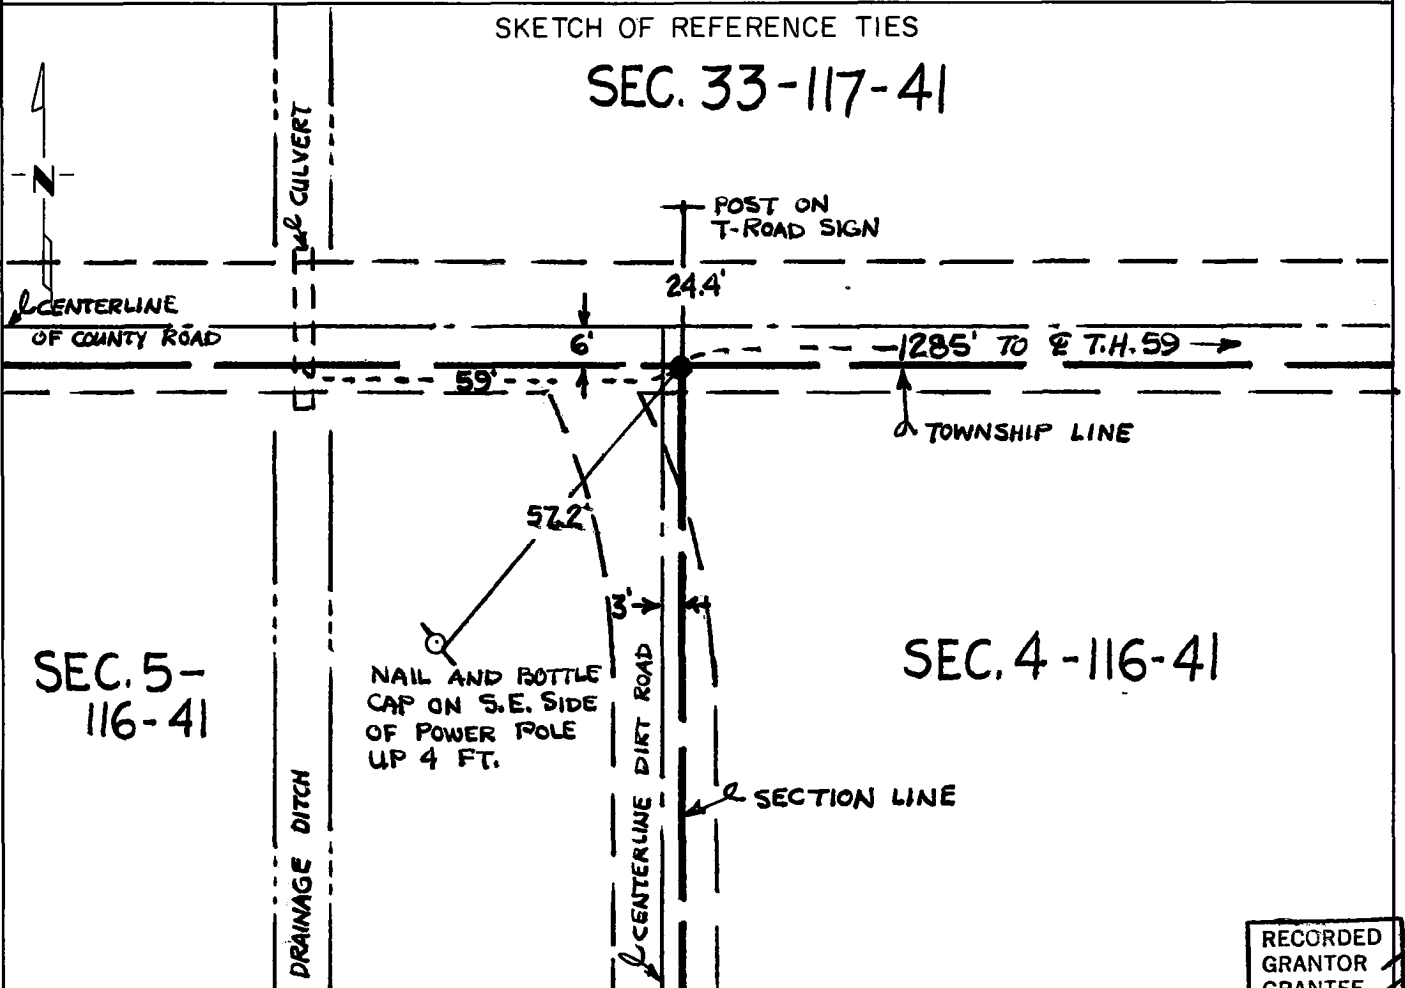 SKETCH OF REFERENCE TIES
SEC. 33-117-41
N
CULVERT
POST ON
T-ROAD SIGN
24.4'
CENTERLINE
OF COUNTY ROAD
6'
1285' TO ℄ T.H. 59
59'
TOWNSHIP LINE
57.2'
3'
SEC. 5-
116-41
SEC. 4-116-41
NAIL AND BOTTLE
CAP ON S.E. SIDE
OF POWER POLE
UP 4 FT.
CENTERLINE DIRT ROAD
SECTION LINE
DRAINAGE DITCH
RECORDED
GRANTOR
GRANTEE